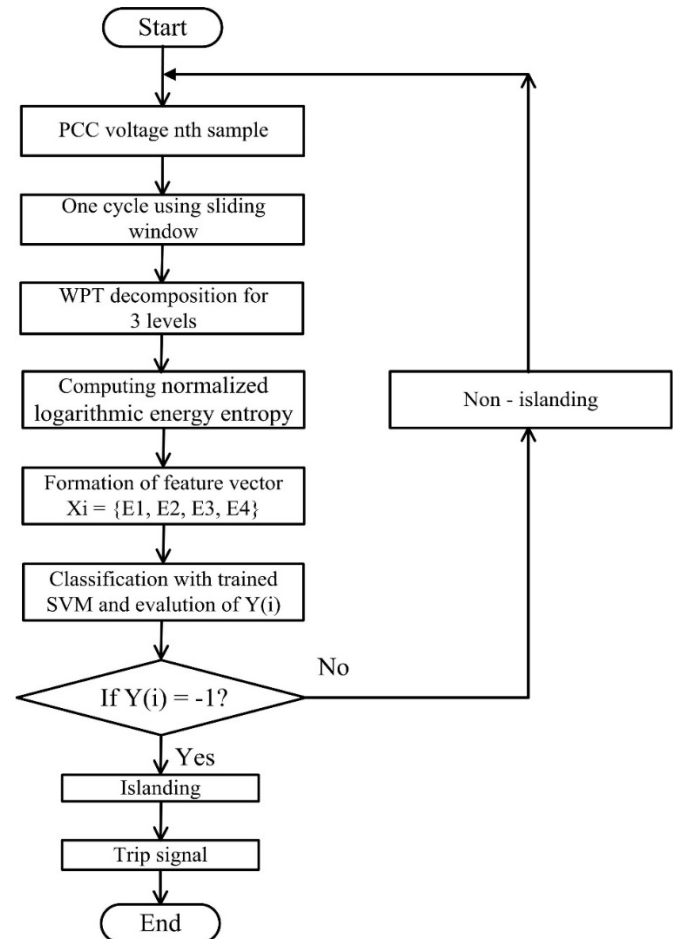 Start
PCC voltage nth sample
One cycle using sliding
window
WPT decomposition for
3 levels
Computing normalized
logarithmic energy entropy
Non - islanding
Formation of feature vector
Xi = {E1, E2, E3, E4}
Classification with trained
SVM and evalution of Y(i)
If Y(i) = -1?
No
Yes
Islanding
Trip signal
End